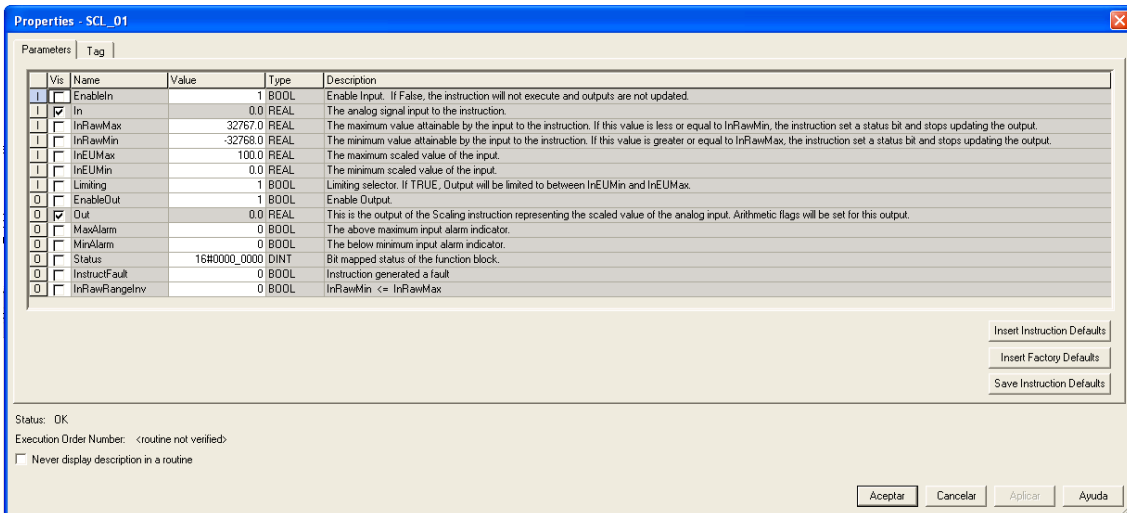 Properties - SCL_01
Parameters Tag
Vis Name Value Type Description
I EnableIn 1 BOOL Enable Input. If False, the instruction will not execute and outputs are not updated.
I In 0.0 REAL The analog signal input to the instruction.
I InRawMax 32767.0 REAL The maximum value attainable by the input to the instruction. If this value is less or equal to InRawMin, the instruction set a status bit and stops updating the output.
I InRawMin -32768.0 REAL The minimum value attainable by the input to the instruction. If this value is greater or equal to InRawMax, the instruction set a status bit and stops updating the output.
I InEUMax 100.0 REAL The maximum scaled value of the input.
I InEUMin 0.0 REAL The minimum scaled value of the input.
I Limiting 1 BOOL Limiting selector. If TRUE, Output will be limited to between InEUMin and InEUMax.
O EnableOut 1 BOOL Enable Output.
O Out 0.0 REAL This is the output of the Scaling instruction representing the scaled value of the analog input. Arithmetic flags will be set for this output.
O MaxAlarm 0 BOOL The above maximum input alarm indicator.
O MinAlarm 0 BOOL The below minimum input alarm indicator.
O Status 16#0000_0000 DINT Bit mapped status of the function block.
O InstructFault 0 BOOL Instruction generated a fault
O InRawRangeInv 0 BOOL InRawMin <= InRawMax
Insert Instruction Defaults
Insert Factory Defaults
Save Instruction Defaults
Status: OK
Execution Order Number: <routine not verified>
Never display description in a routine
Aceptar Cancelar Aplicar Ayuda